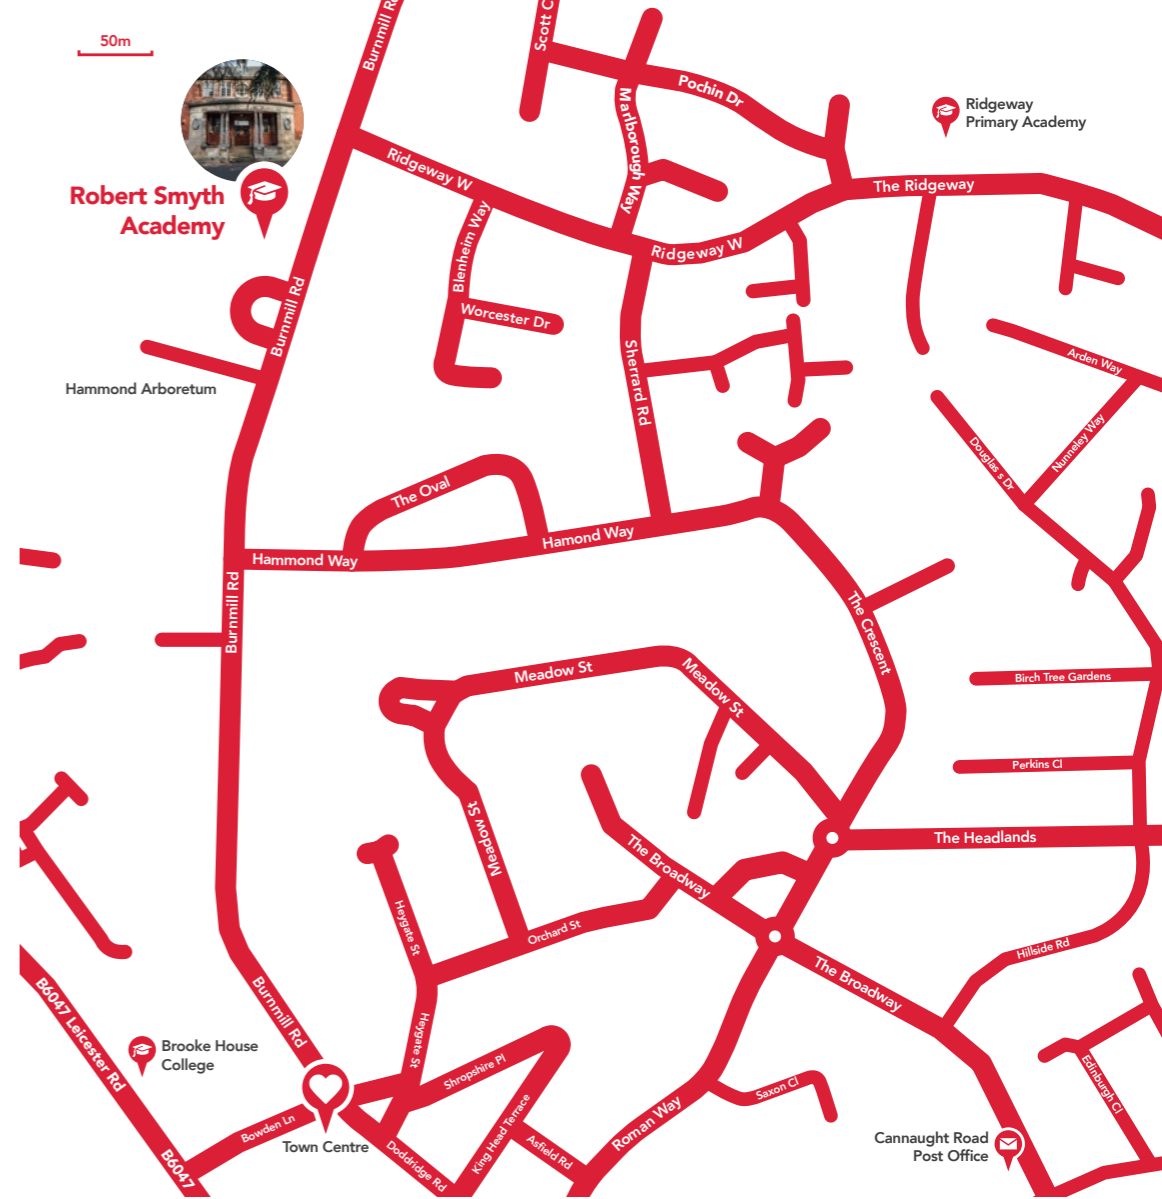 50m
Burnmill Rd
Scott C
Pochin Dr
Marlborough Way
Ridgeway
Primary Academy
Ridgeway W
The Ridgeway
Robert Smyth
Academy
Blenheim Way
Ridgeway W
Burnmill Rd
Worcester Dr
Sherrard Rd
Arden Way
Hammond Arboretum
Nunneley Way
Douglas s Dr
The Oval
Hamond Way
Hammond Way
Burnmill Rd
The Crescent
Meadow St
Meadow St
Birch Tree Gardens
Perkins Cl
Meadow St
The Headlands
The Broadway
Heygate St
Orchard St
Hillside Rd
The Broadway
Burnmill Rd
B6047 Leicester Rd
Heygate St
Brooke House
College
Shropshire Pl
Edinburgh Cl
Saxon Cl
King Head Terrace
Roman Way
Bowden Ln
Town Centre
Cannaught Road
Post Office
Asfield Rd
Doddridge Rd
B6047